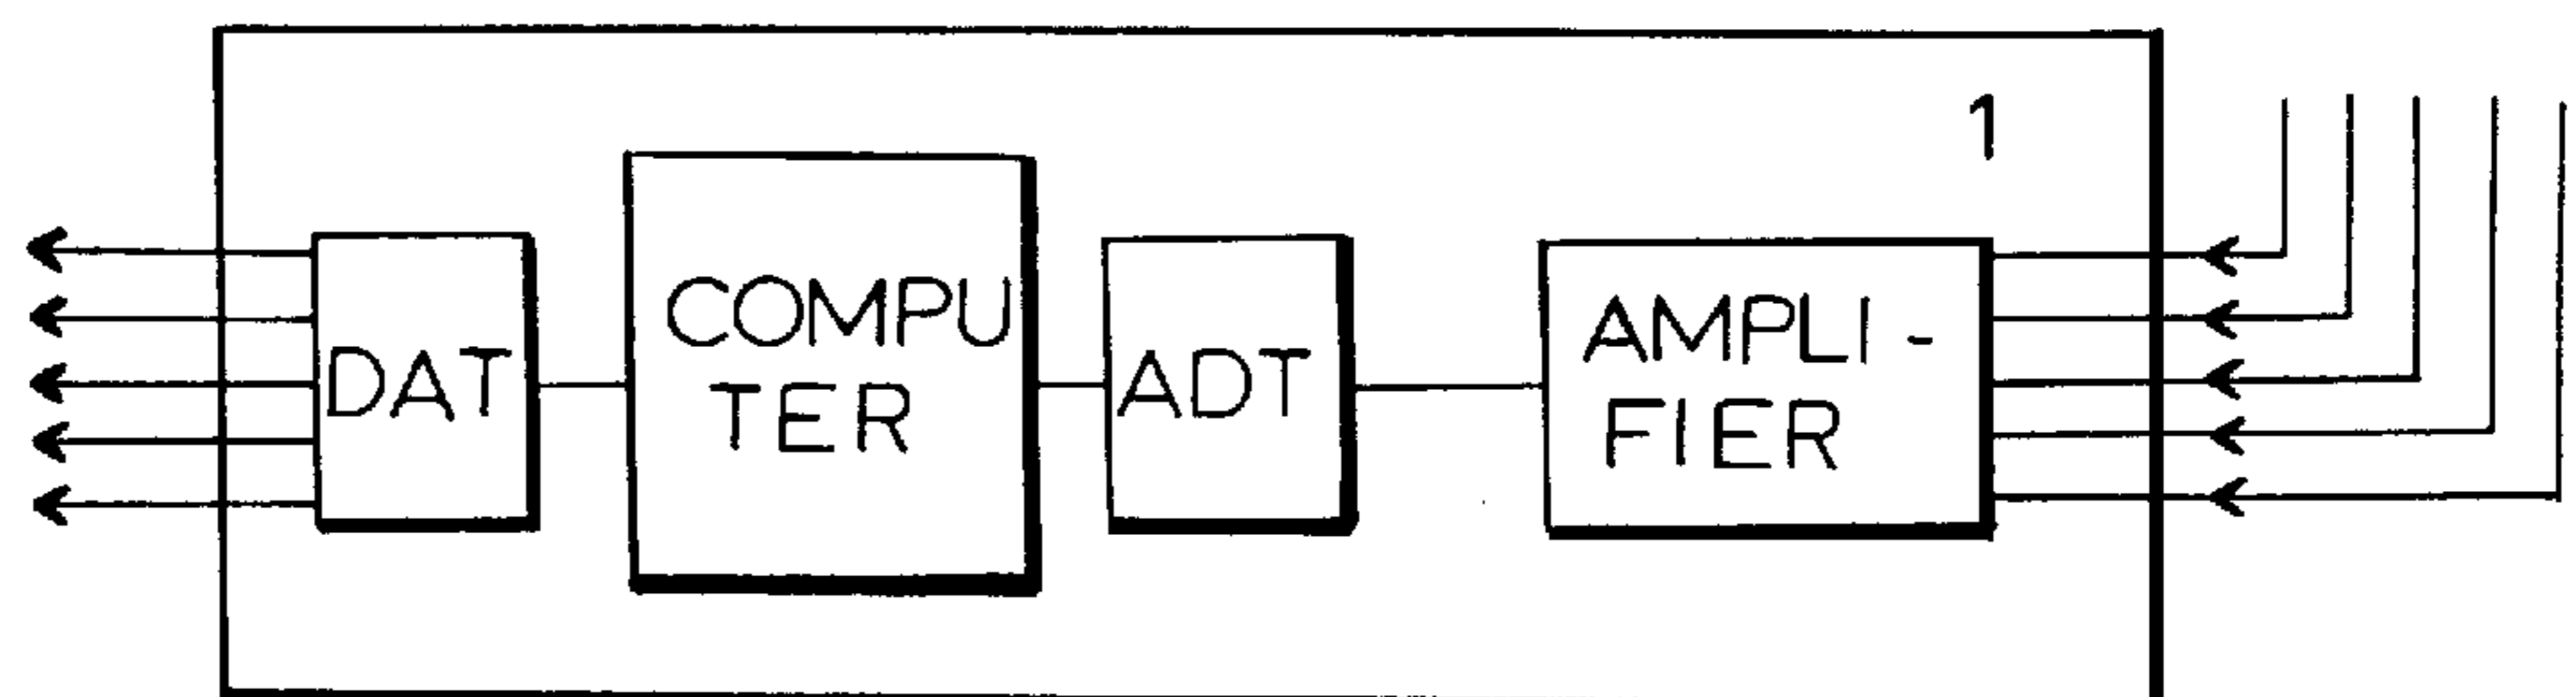 1
DAT
COMPU
TER
ADT
AMPLI-
FIER